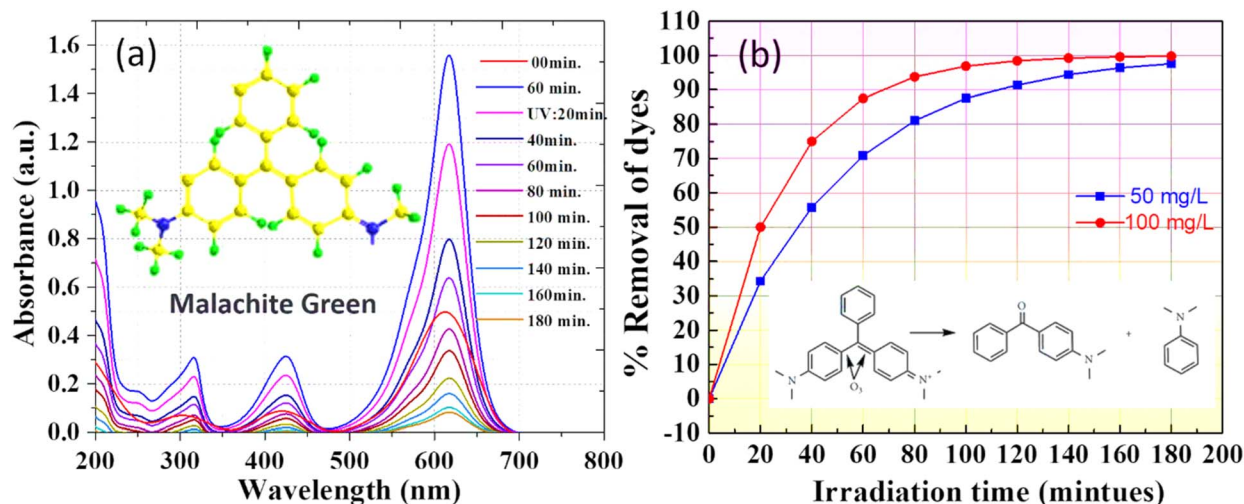 (a)
1.6
1.4
1.2
1.0
0.8
0.6
0.4
0.2
0.0
Absorbance (a.u.)
200 300 400 500 600 700 800
Wavelength (nm)
Malachite Green
00min.
60 min.
UV:20min.
40min.
60min.
80 min.
100 min.
120 min.
140 min.
160min.
180 min.
(b)
110
100
90
80
70
60
50
40
30
20
10
0
-10
% Removal of dyes
50 mg/L
100 mg/L
O
N
+
N
N
N+
O3
0 20 40 60 80 100 120 140 160 180 200
Irradiation time (mintues)